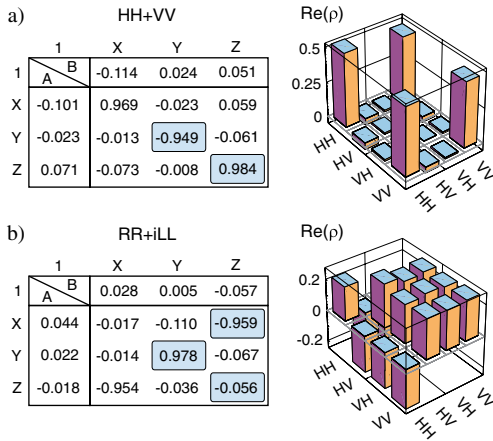 a) HH+VV
1 X Y Z
1 A B -0.114 0.024 0.051
X -0.101 0.969 -0.023 0.059
Y -0.023 -0.013 -0.949 -0.061
Z 0.071 -0.073 -0.008 0.984
Re(ρ)
0.5
0.25
0
HH
HV
VH
VV
HH
HV
VH
VV
b) RR+iLL
1 X Y Z
1 A B 0.028 0.005 -0.057
X 0.044 -0.017 -0.110 -0.959
Y 0.022 -0.014 0.978 -0.067
Z -0.018 -0.954 -0.036 -0.056
Re(ρ)
0.2
0
-0.2
HH
HV
VH
VV
HH
HV
VH
VV